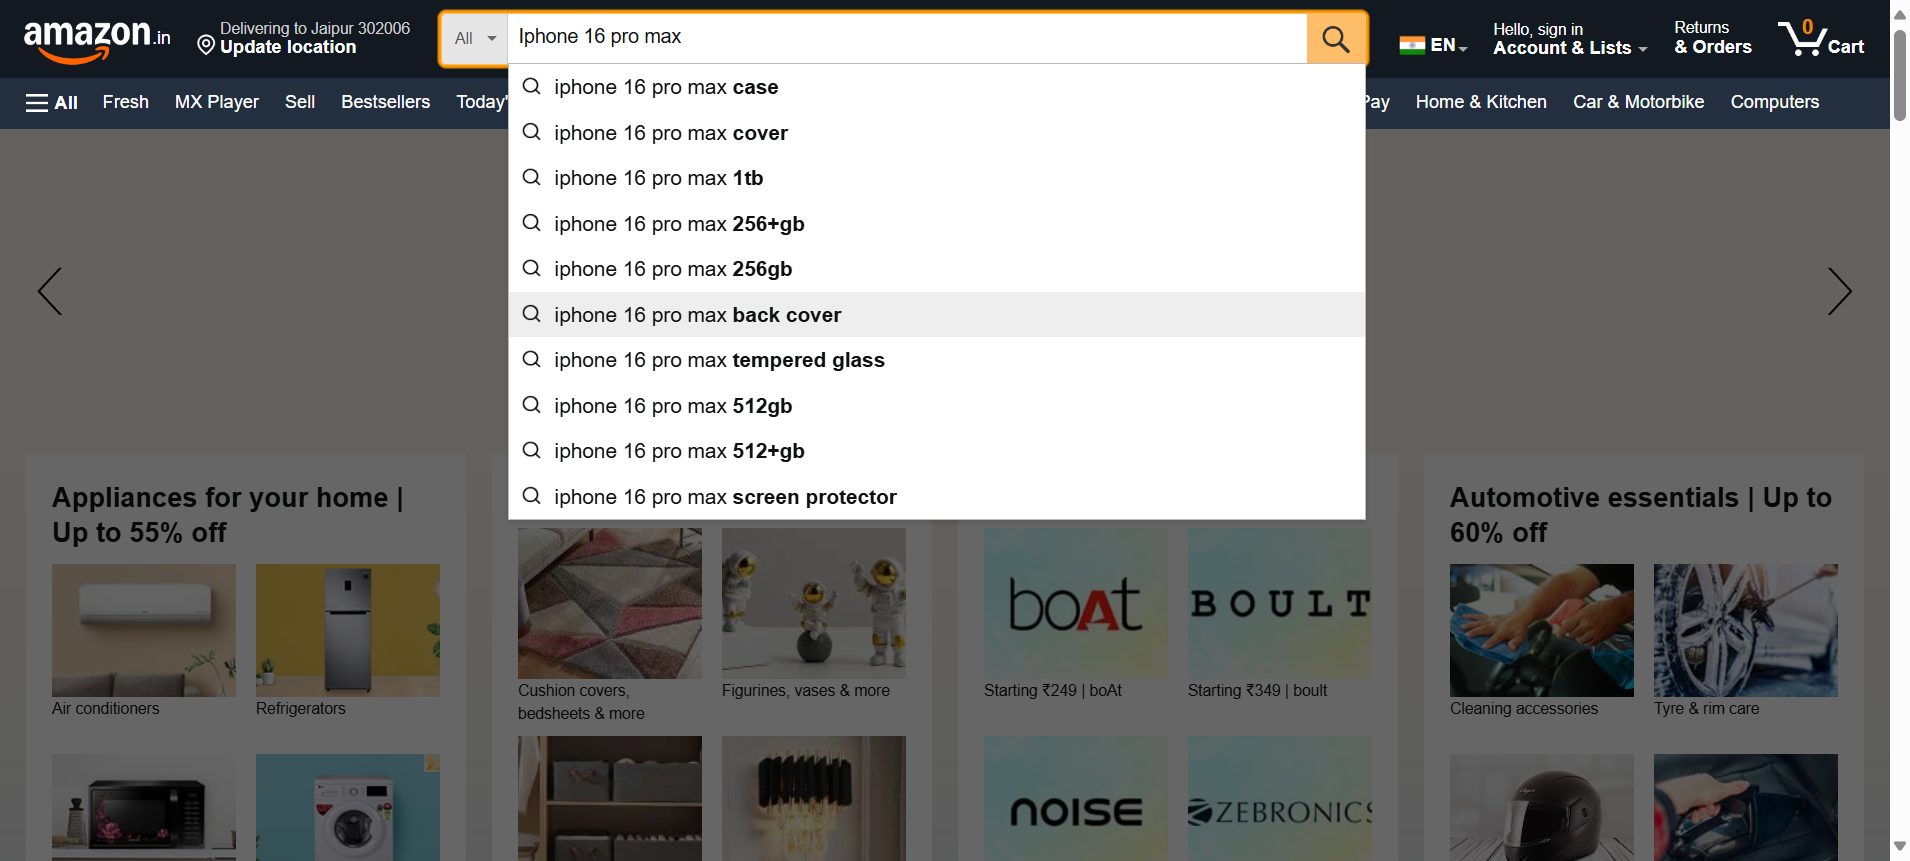 amazon.in
Delivering to Jaipur 302006
Update location
All
Iphone 16 pro max
EN
Hello, sign in
Account & Lists
Returns
& Orders
0
Cart
All
Fresh
MX Player
Sell
Bestsellers
Today'
Pay
Home & Kitchen
Car & Motorbike
Computers
iphone 16 pro max case
iphone 16 pro max cover
iphone 16 pro max 1tb
iphone 16 pro max 256+gb
iphone 16 pro max 256gb
iphone 16 pro max back cover
iphone 16 pro max tempered glass
iphone 16 pro max 512gb
iphone 16 pro max 512+gb
iphone 16 pro max screen protector
Appliances for your home |
Up to 55% off
Air conditioners
Refrigerators
Cushion covers,
bedsheets & more
Figurines, vases & more
boAt
BOULT
Starting ₹249 | boAt
Starting ₹349 | boult
noise
ZEBRONICS
Automotive essentials | Up to
60% off
Cleaning accessories
Tyre & rim care